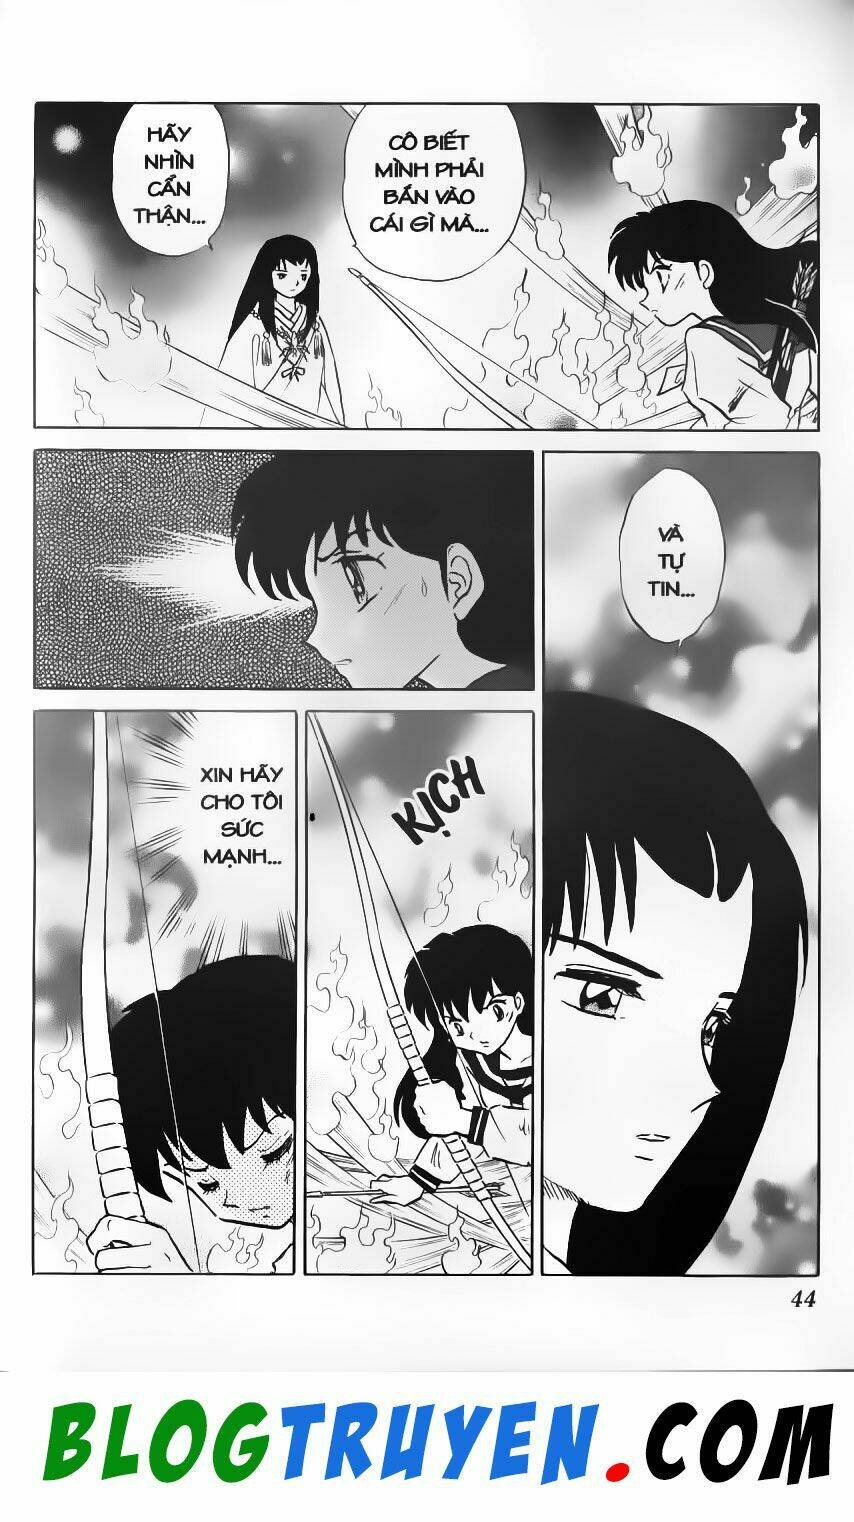 HÃY
NHÌN
CẨN
THẬN...
CÔ BIẾT
MÌNH PHẢI
BẮN VÀO
CÁI GÌ MÀ...
VÀ
TỰ
TIN...
XIN HÃY
CHO TÔI
SỨC
MẠNH...
KỊCH
44
BLOGTRUYEN.COM